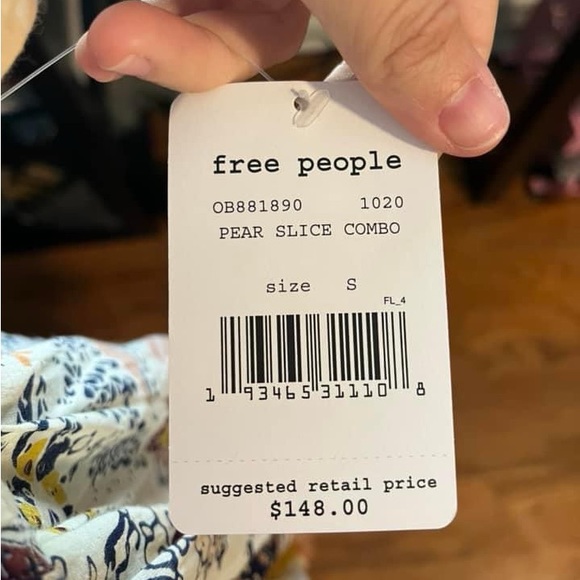 free people
OB881890 1020
PEAR SLICE COMBO
size S
FL_4
1 93465 31110 8
suggested retail price
$148.00